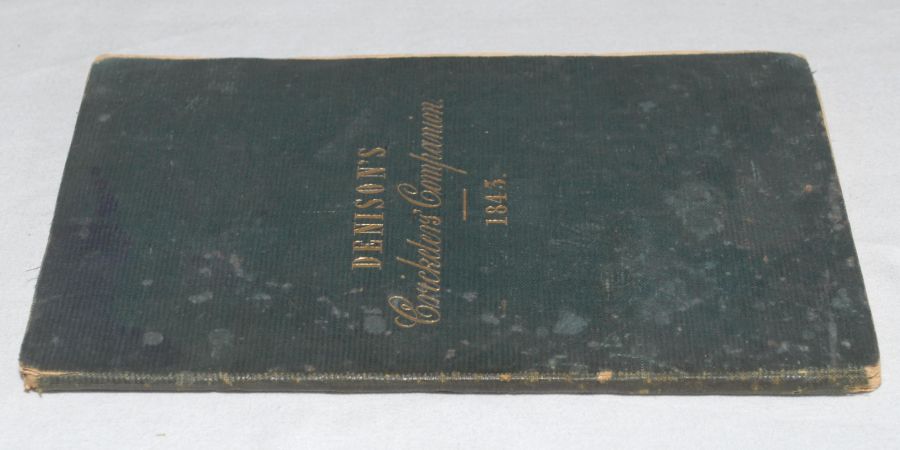 DENISON'S
Cricketers' Companion.
1843.